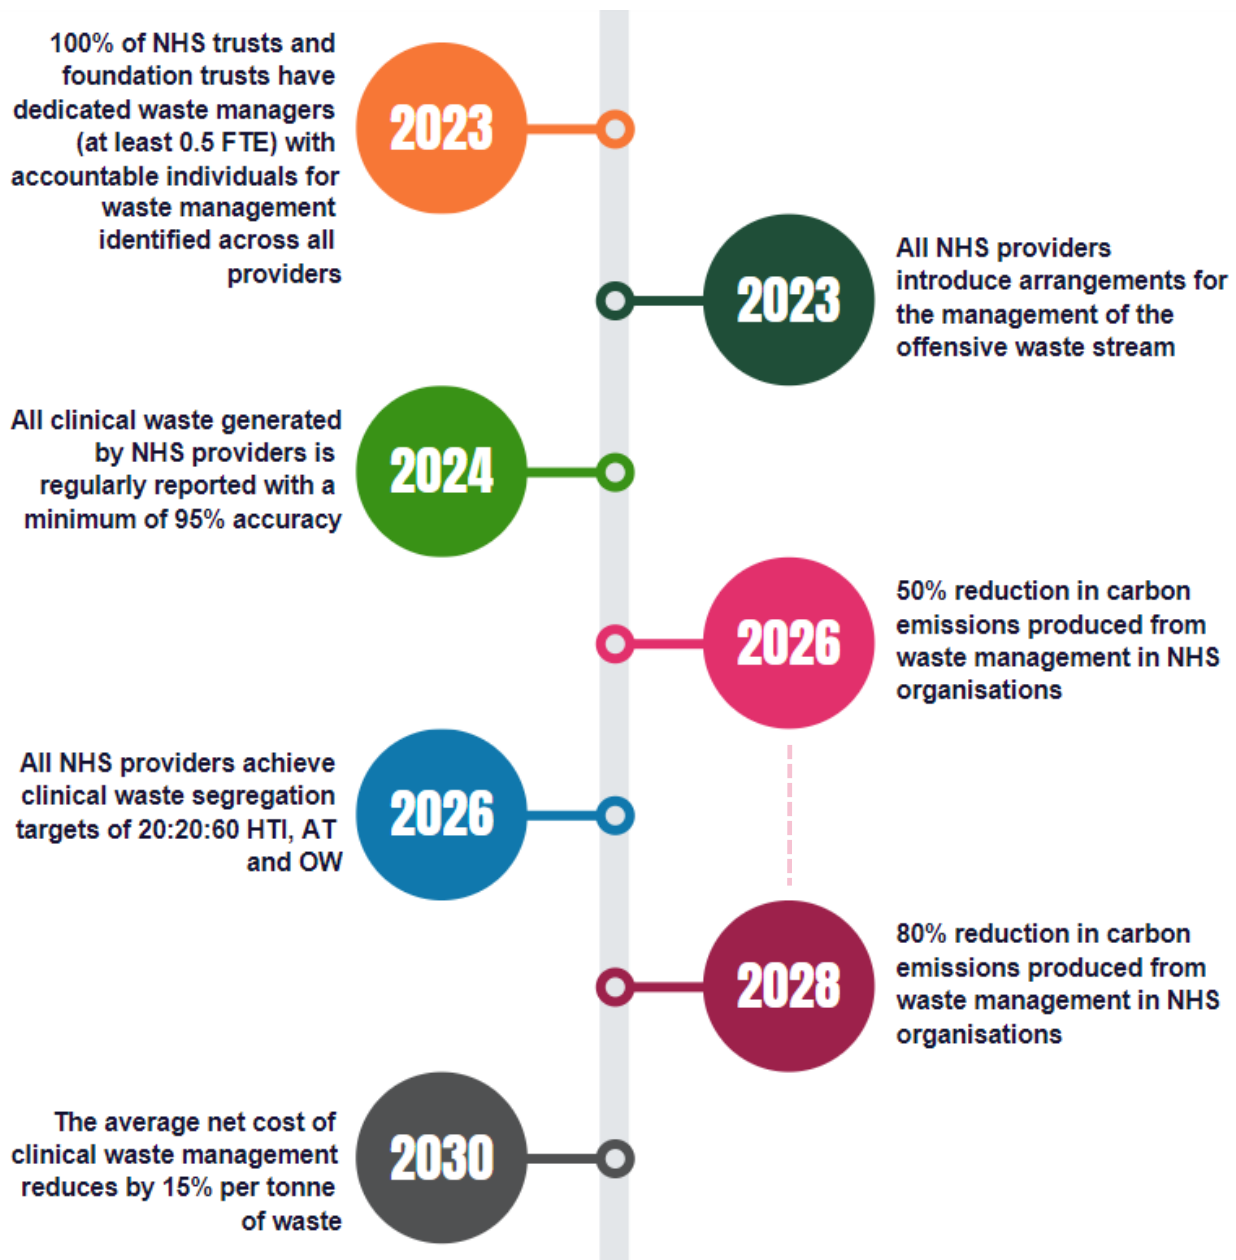 100% of NHS trusts and
foundation trusts have
dedicated waste managers
(at least 0.5 FTE) with
accountable individuals for
waste management
identified across all
providers
2023
2023
All NHS providers
introduce arrangements for
the management of the
offensive waste stream
All clinical waste generated
by NHS providers is
regularly reported with a
minimum of 95% accuracy
2024
2026
50% reduction in carbon
emissions produced from
waste management in NHS
organisations
All NHS providers achieve
clinical waste segregation
targets of 20:20:60 HTI, AT
and OW
2026
2028
80% reduction in carbon
emissions produced from
waste management in NHS
organisations
The average net cost of
clinical waste management
reduces by 15% per tonne
of waste
2030